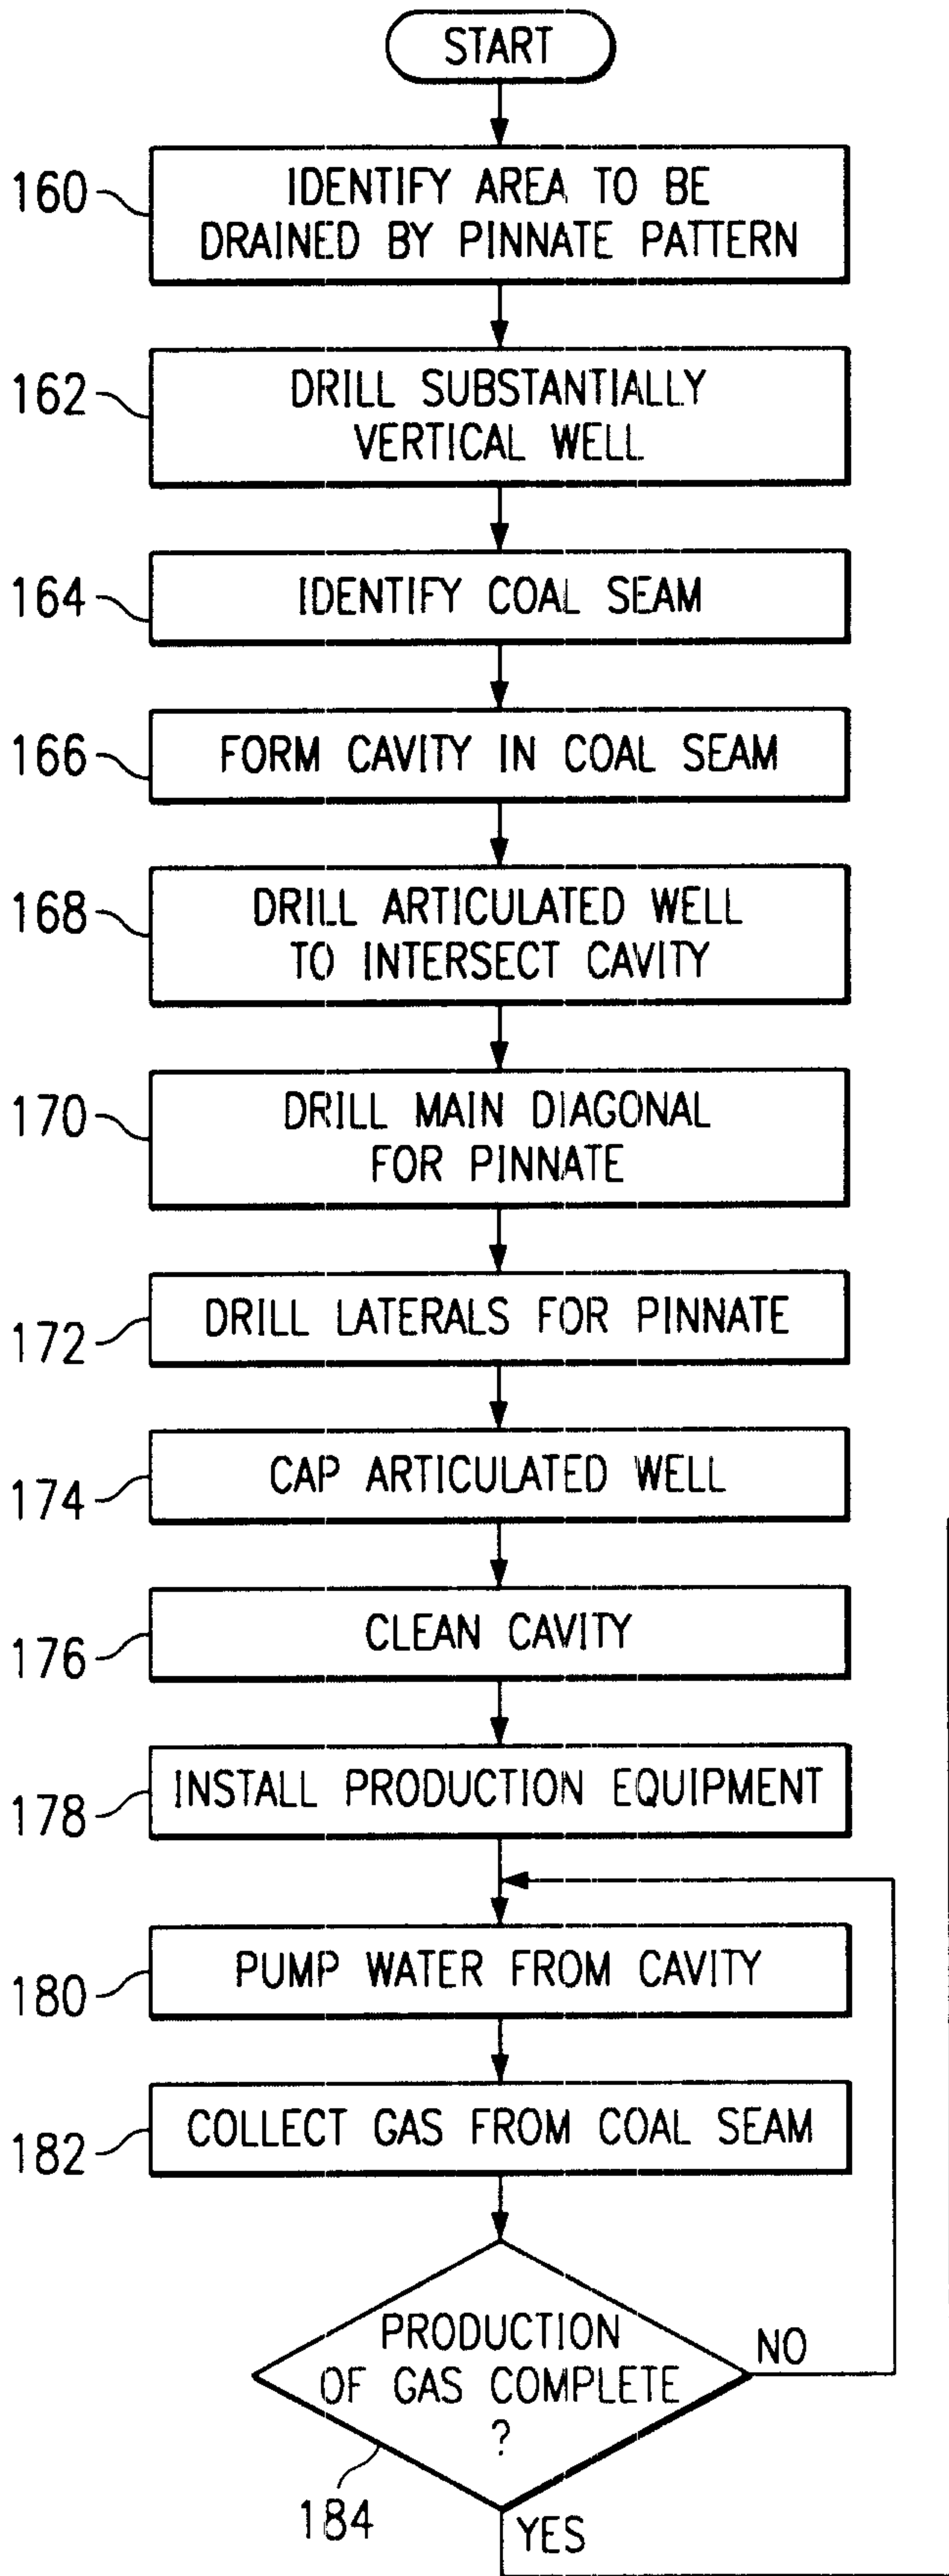 START
160
IDENTIFY AREA TO BE
DRAINED BY PINNATE PATTERN
162
DRILL SUBSTANTIALLY
VERTICAL WELL
164
IDENTIFY COAL SEAM
166
FORM CAVITY IN COAL SEAM
168
DRILL ARTICULATED WELL
TO INTERSECT CAVITY
170
DRILL MAIN DIAGONAL
FOR PINNATE
172
DRILL LATERALS FOR PINNATE
174
CAP ARTICULATED WELL
176
CLEAN CAVITY
178
INSTALL PRODUCTION EQUIPMENT
180
PUMP WATER FROM CAVITY
182
COLLECT GAS FROM COAL SEAM
PRODUCTION
OF GAS COMPLETE
?
NO
184
YES